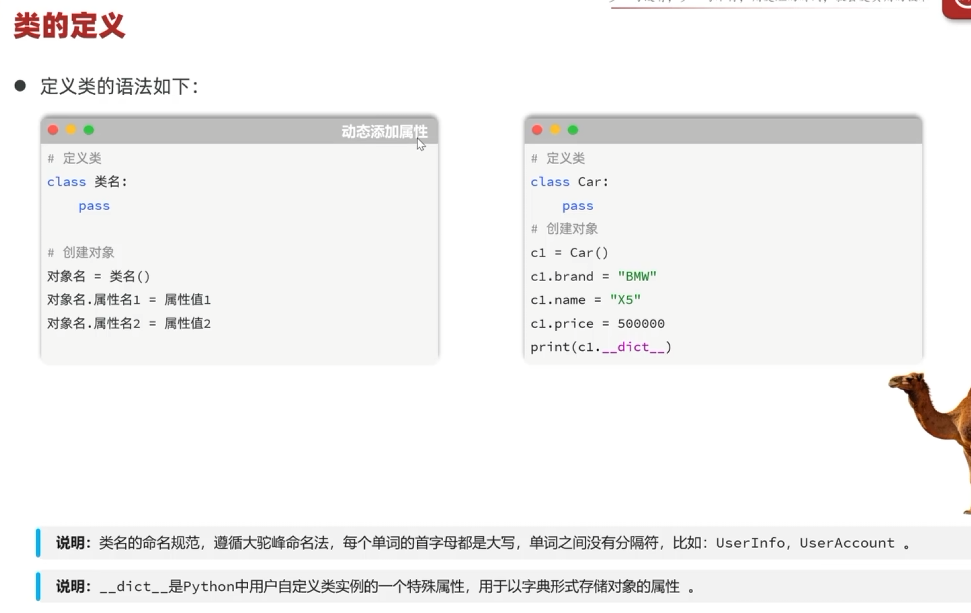 类的定义
● 定义类的语法如下：
动态添加属性
# 定义类
class 类名:
    pass

# 创建对象
对象名 = 类名()
对象名.属性名1 = 属性值1
对象名.属性名2 = 属性值2
# 定义类
class Car:
    pass
# 创建对象
c1 = Car()
c1.brand = "BMW"
c1.name = "X5"
c1.price = 500000
print(c1.__dict__)
说明：类名的命名规范，遵循大驼峰命名法，每个单词的首字母都是大写，单词之间没有分隔符，比如：UserInfo，UserAccount 。
说明：__dict__是Python中用户自定义类实例的一个特殊属性，用于以字典形式存储对象的属性 。